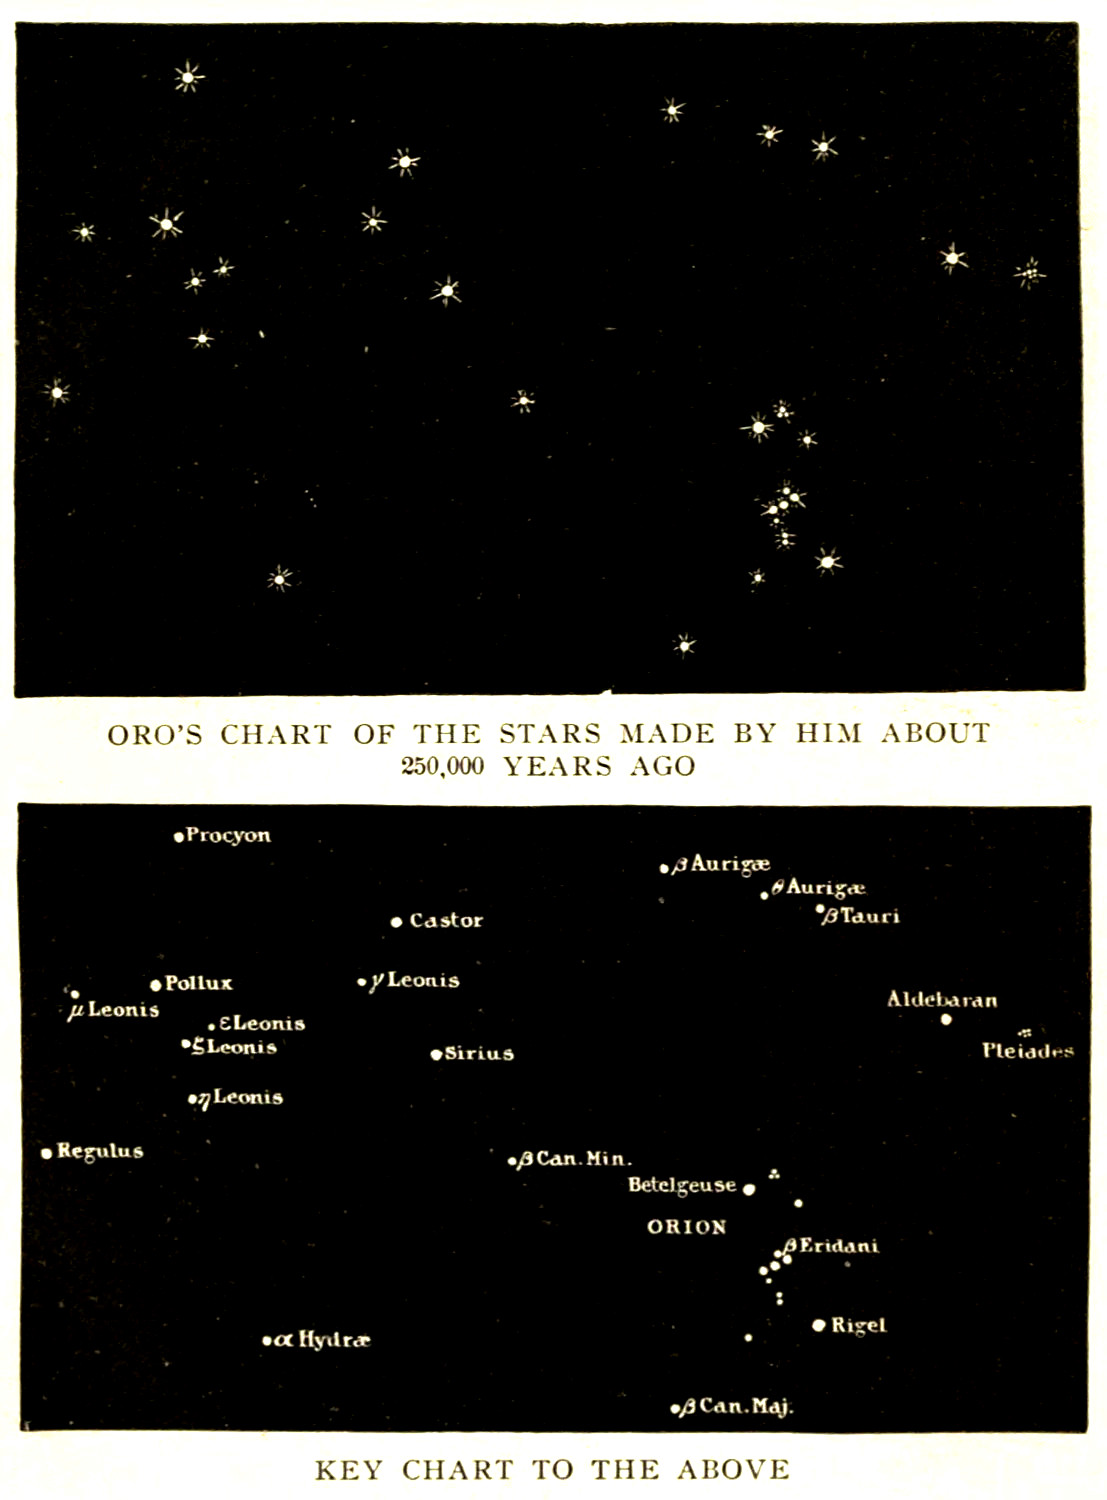 ORO'S CHART OF THE STARS MADE BY HIM ABOUT
250,000 YEARS AGO
Procyon
β Aurigæ
θ Aurigæ
β Tauri
Castor
Pollux
γ Leonis
μ Leonis
ε Leonis
ζ Leonis
Aldebaran
Pleiades
Sirius
η Leonis
Regulus
β Can. Min.
Betelgeuse
ORION
β Eridani
Rigel
α Hydræ
β Can. Maj.
KEY CHART TO THE ABOVE